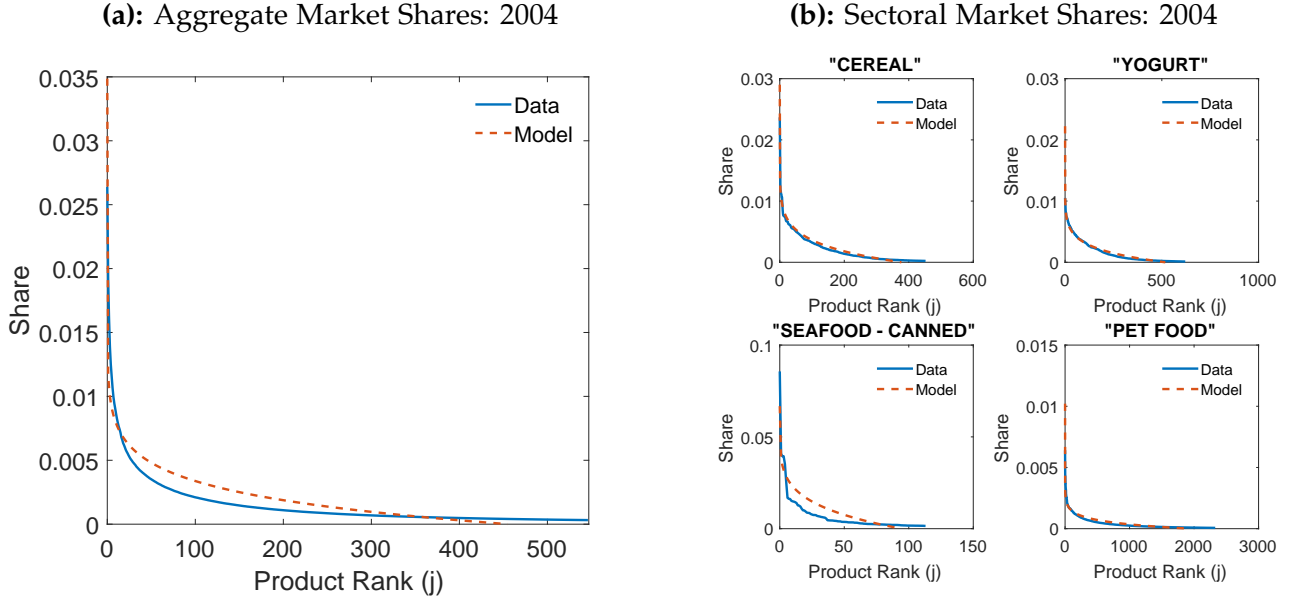 (a): Aggregate Market Shares: 2004
0.035
0.03
0.025
0.02
0.015
0.01
0.005
0
Share
0 100 200 300 400 500
Product Rank (j)
Data
Model
(b): Sectoral Market Shares: 2004
"CEREAL"
0.03
0.02
0.01
0
Share
0 200 400 600
Product Rank (j)
Data
Model
"YOGURT"
0.03
0.02
0.01
0
Share
0 500 1000
Product Rank (j)
Data
Model
"SEAFOOD - CANNED"
0.1
0.05
0
Share
0 50 100 150
Product Rank (j)
Data
Model
"PET FOOD"
0.015
0.01
0.005
0
Share
0 1000 2000 3000
Product Rank (j)
Data
Model